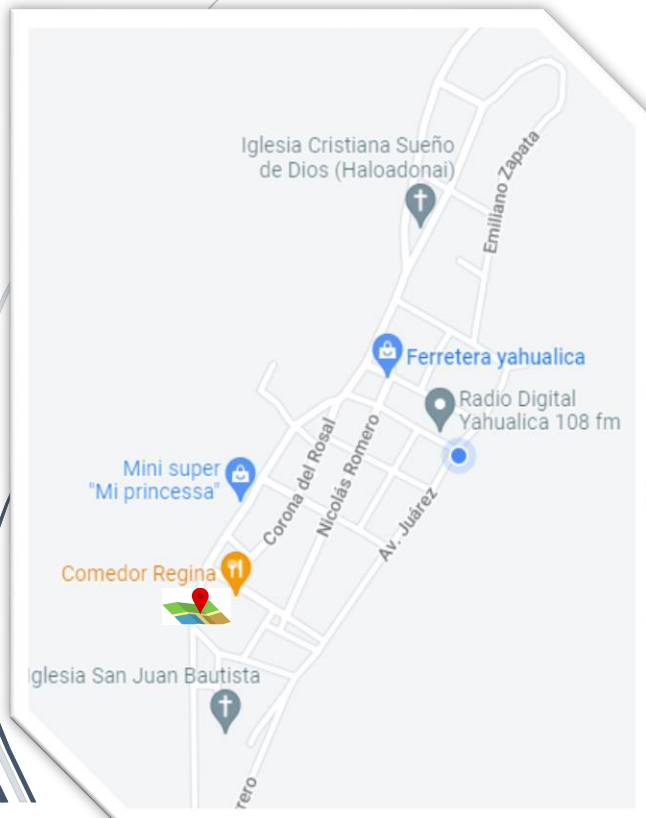 Iglesia Cristiana Sueño
de Dios (Haloadonai)
Emiliano Zapata
Ferretera yahualica
Radio Digital
Yahualica 108 fm
Corona del Rosal
Nicolás Romero
Mini super
"Mi princessa"
Av. Juárez
Comedor Regina
Iglesia San Juan Bautista
rero